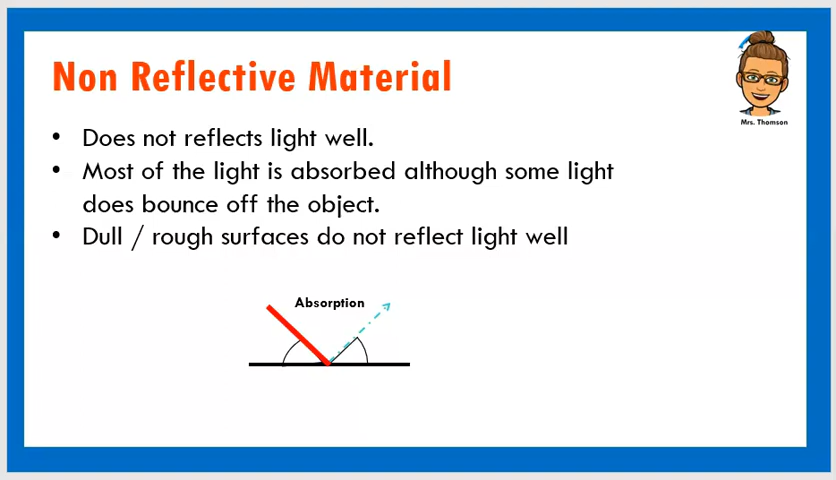 Non Reflective Material
Mrs. Thomson
• Does not reflects light well.
• Most of the light is absorbed although some light
does bounce off the object.
• Dull / rough surfaces do not reflect light well
Absorption